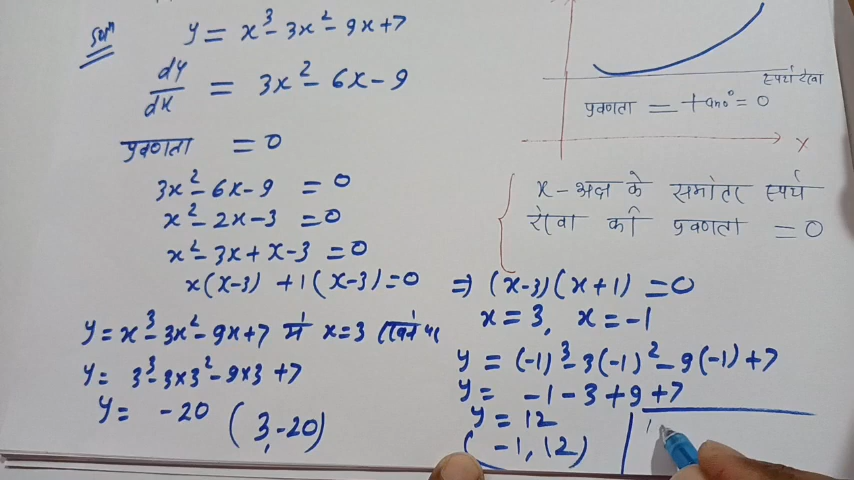 Solⁿ
y = x³ - 3x² - 9x + 7
dy/dx = 3x² - 6x - 9
प्रवणता = 0
3x² - 6x - 9 = 0
x² - 2x - 3 = 0
x² - 3x + x - 3 = 0
x(x-3) + 1(x-3) = 0 ⇒ (x-3)(x+1) = 0
x = 3, x = -1
y = x³ - 3x² - 9x + 7 में x = 3 रखने पर
y = 3³ - 3×3² - 9×3 + 7
y = -20 (3, -20)
y = (-1)³ - 3(-1)² - 9(-1) + 7
y = -1 - 3 + 9 + 7
y = 12
(-1, 12)
स्पर्श रेखा
प्रवणता = tan0° = 0
X
x-अक्ष के समांतर स्पर्श
रेखा की प्रवणता = 0